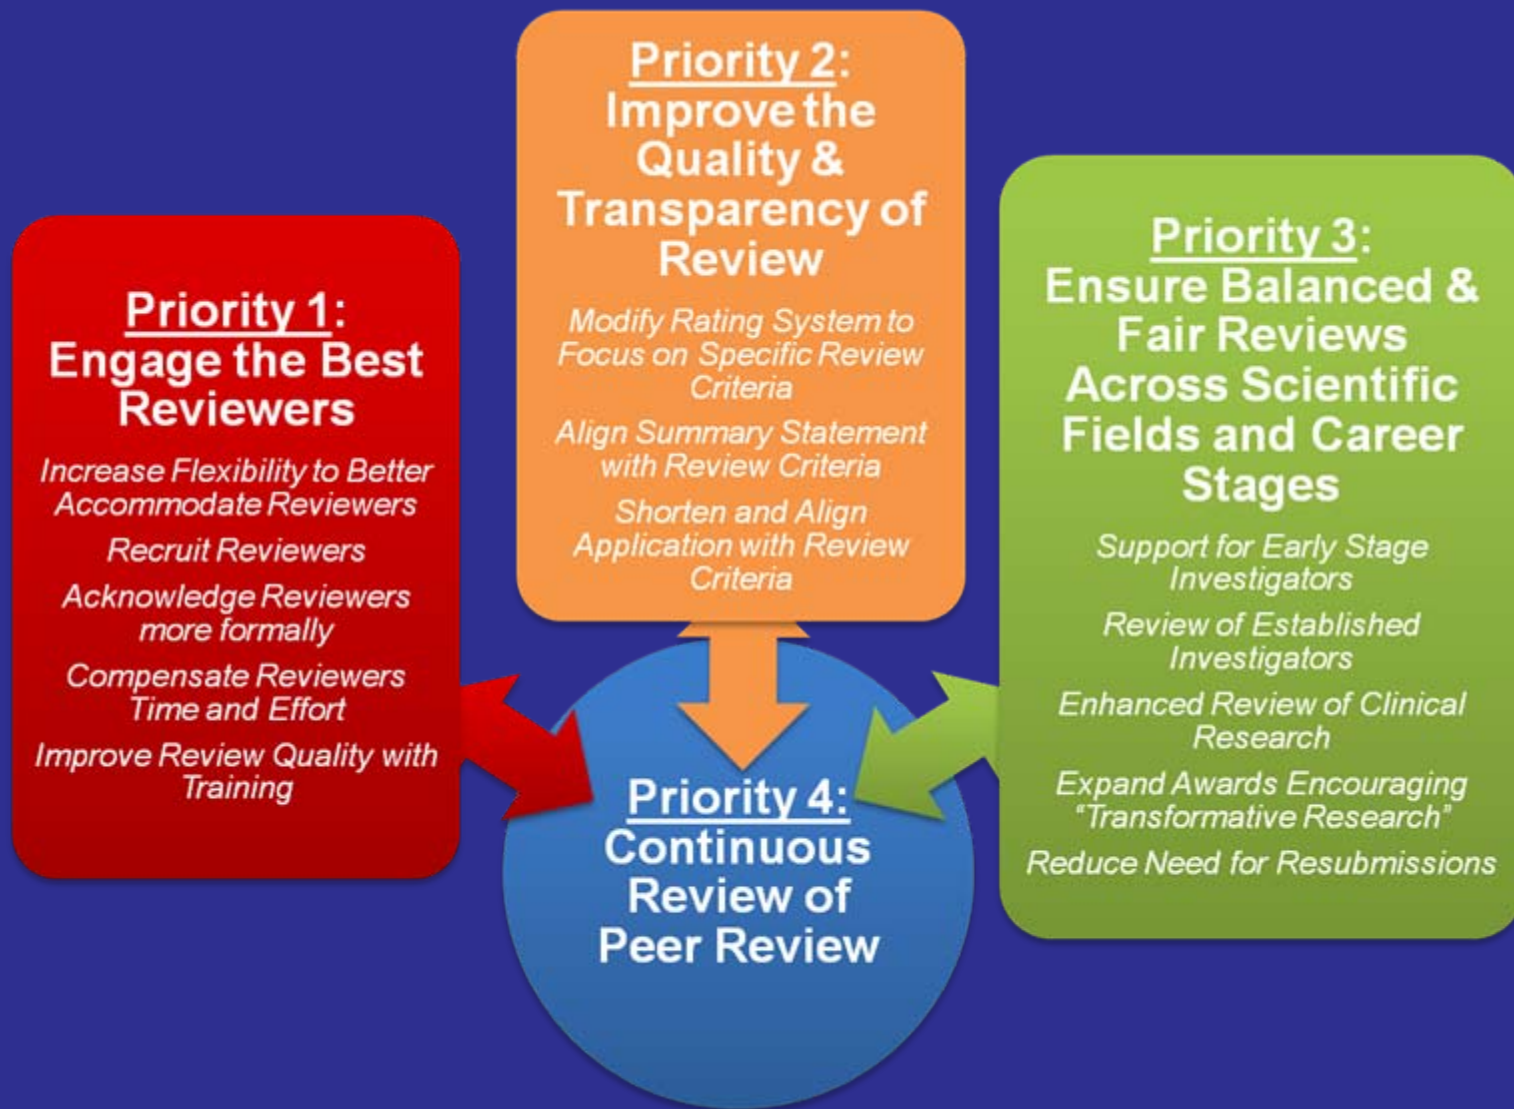 Priority 1:
Engage the Best
Reviewers
Increase Flexibility to Better
Accommodate Reviewers
Recruit Reviewers
Acknowledge Reviewers
more formally
Compensate Reviewers
Time and Effort
Improve Review Quality with
Training
Priority 2:
Improve the
Quality &
Transparency of
Review
Modify Rating System to
Focus on Specific Review
Criteria
Align Summary Statement
with Review Criteria
Shorten and Align
Application with Review
Criteria
Priority 3:
Ensure Balanced &
Fair Reviews
Across Scientific
Fields and Career
Stages
Support for Early Stage
Investigators
Review of Established
Investigators
Enhanced Review of Clinical
Research
Expand Awards Encouraging
“Transformative Research”
Reduce Need for Resubmissions
Priority 4:
Continuous
Review of
Peer Review